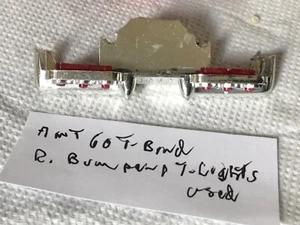 AMT 60 T-Bird
R. Bumper & T-Lights
used